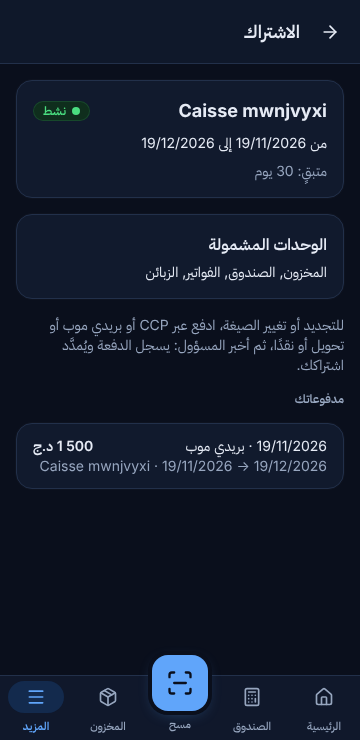 الاشتراك
Caisse mwnjvyxi
نشط
من 19/11/2026 إلى 19/12/2026
متبقٍ: 30 يوم
الوحدات المشمولة
المخزون, الصندوق, الفواتير, الزبائن
للتجديد أو تغيير الصيغة، ادفع عبر CCP أو بريدي موب أو
تحويل أو نقدًا، ثم أخبر المسؤول: يسجل الدفعة ويُمدَّد
اشتراكك.
مدفوعاتك
19/11/2026 · بريدي موب
1 500 د.ج
Caisse mwnjvyxi · 19/11/2026 → 19/12/2026
الرئيسية
الصندوق
مسح
المخزون
المزيد